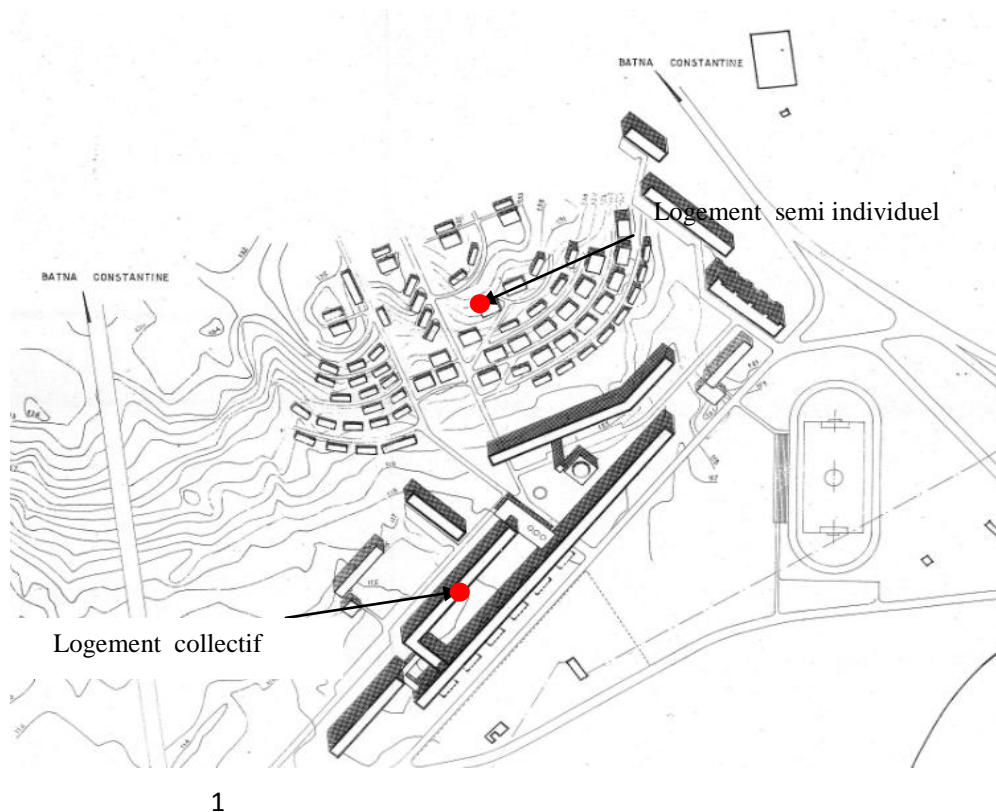 BATNA CONSTANTINE
Logement semi individuel
BATNA CONSTANTINE
Logement collectif
1